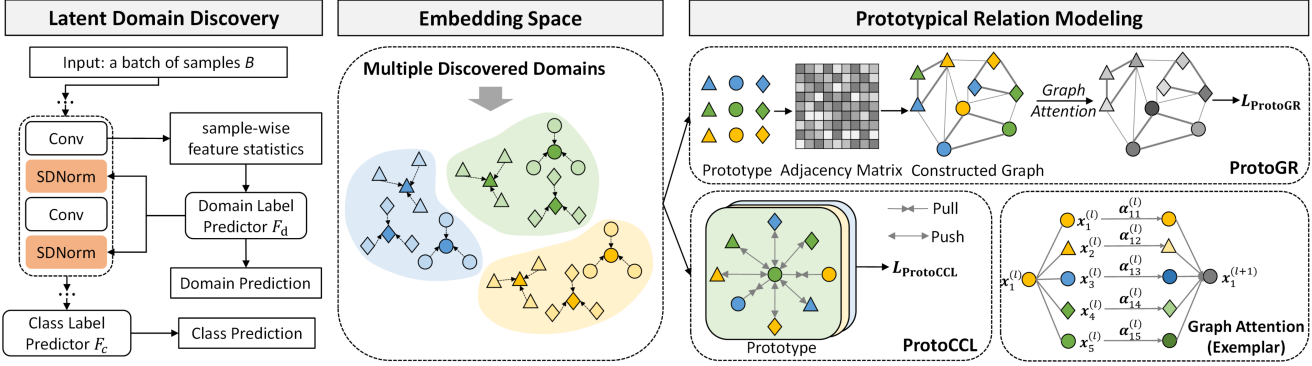 Latent Domain Discovery
Input: a batch of samples B
...
Conv
SDNorm
Conv
SDNorm
...
sample-wise
feature statistics
Domain Label
Predictor F_d
Domain Prediction
Class Label
Predictor F_c
Class Prediction
Embedding Space
Multiple Discovered Domains
Prototypical Relation Modeling
Graph
Attention
L_ProtoGR
Prototype Adjacency Matrix Constructed Graph
ProtoGR
Pull
Push
L_ProtoCCL
Prototype
ProtoCCL
x_1^(l)
x_1^(l) α_11^(l)
x_2^(l) α_12^(l)
x_3^(l) α_13^(l)
x_4^(l) α_14^(l)
x_5^(l) α_15^(l)
x_1^(l+1)
Graph Attention
(Exemplar)